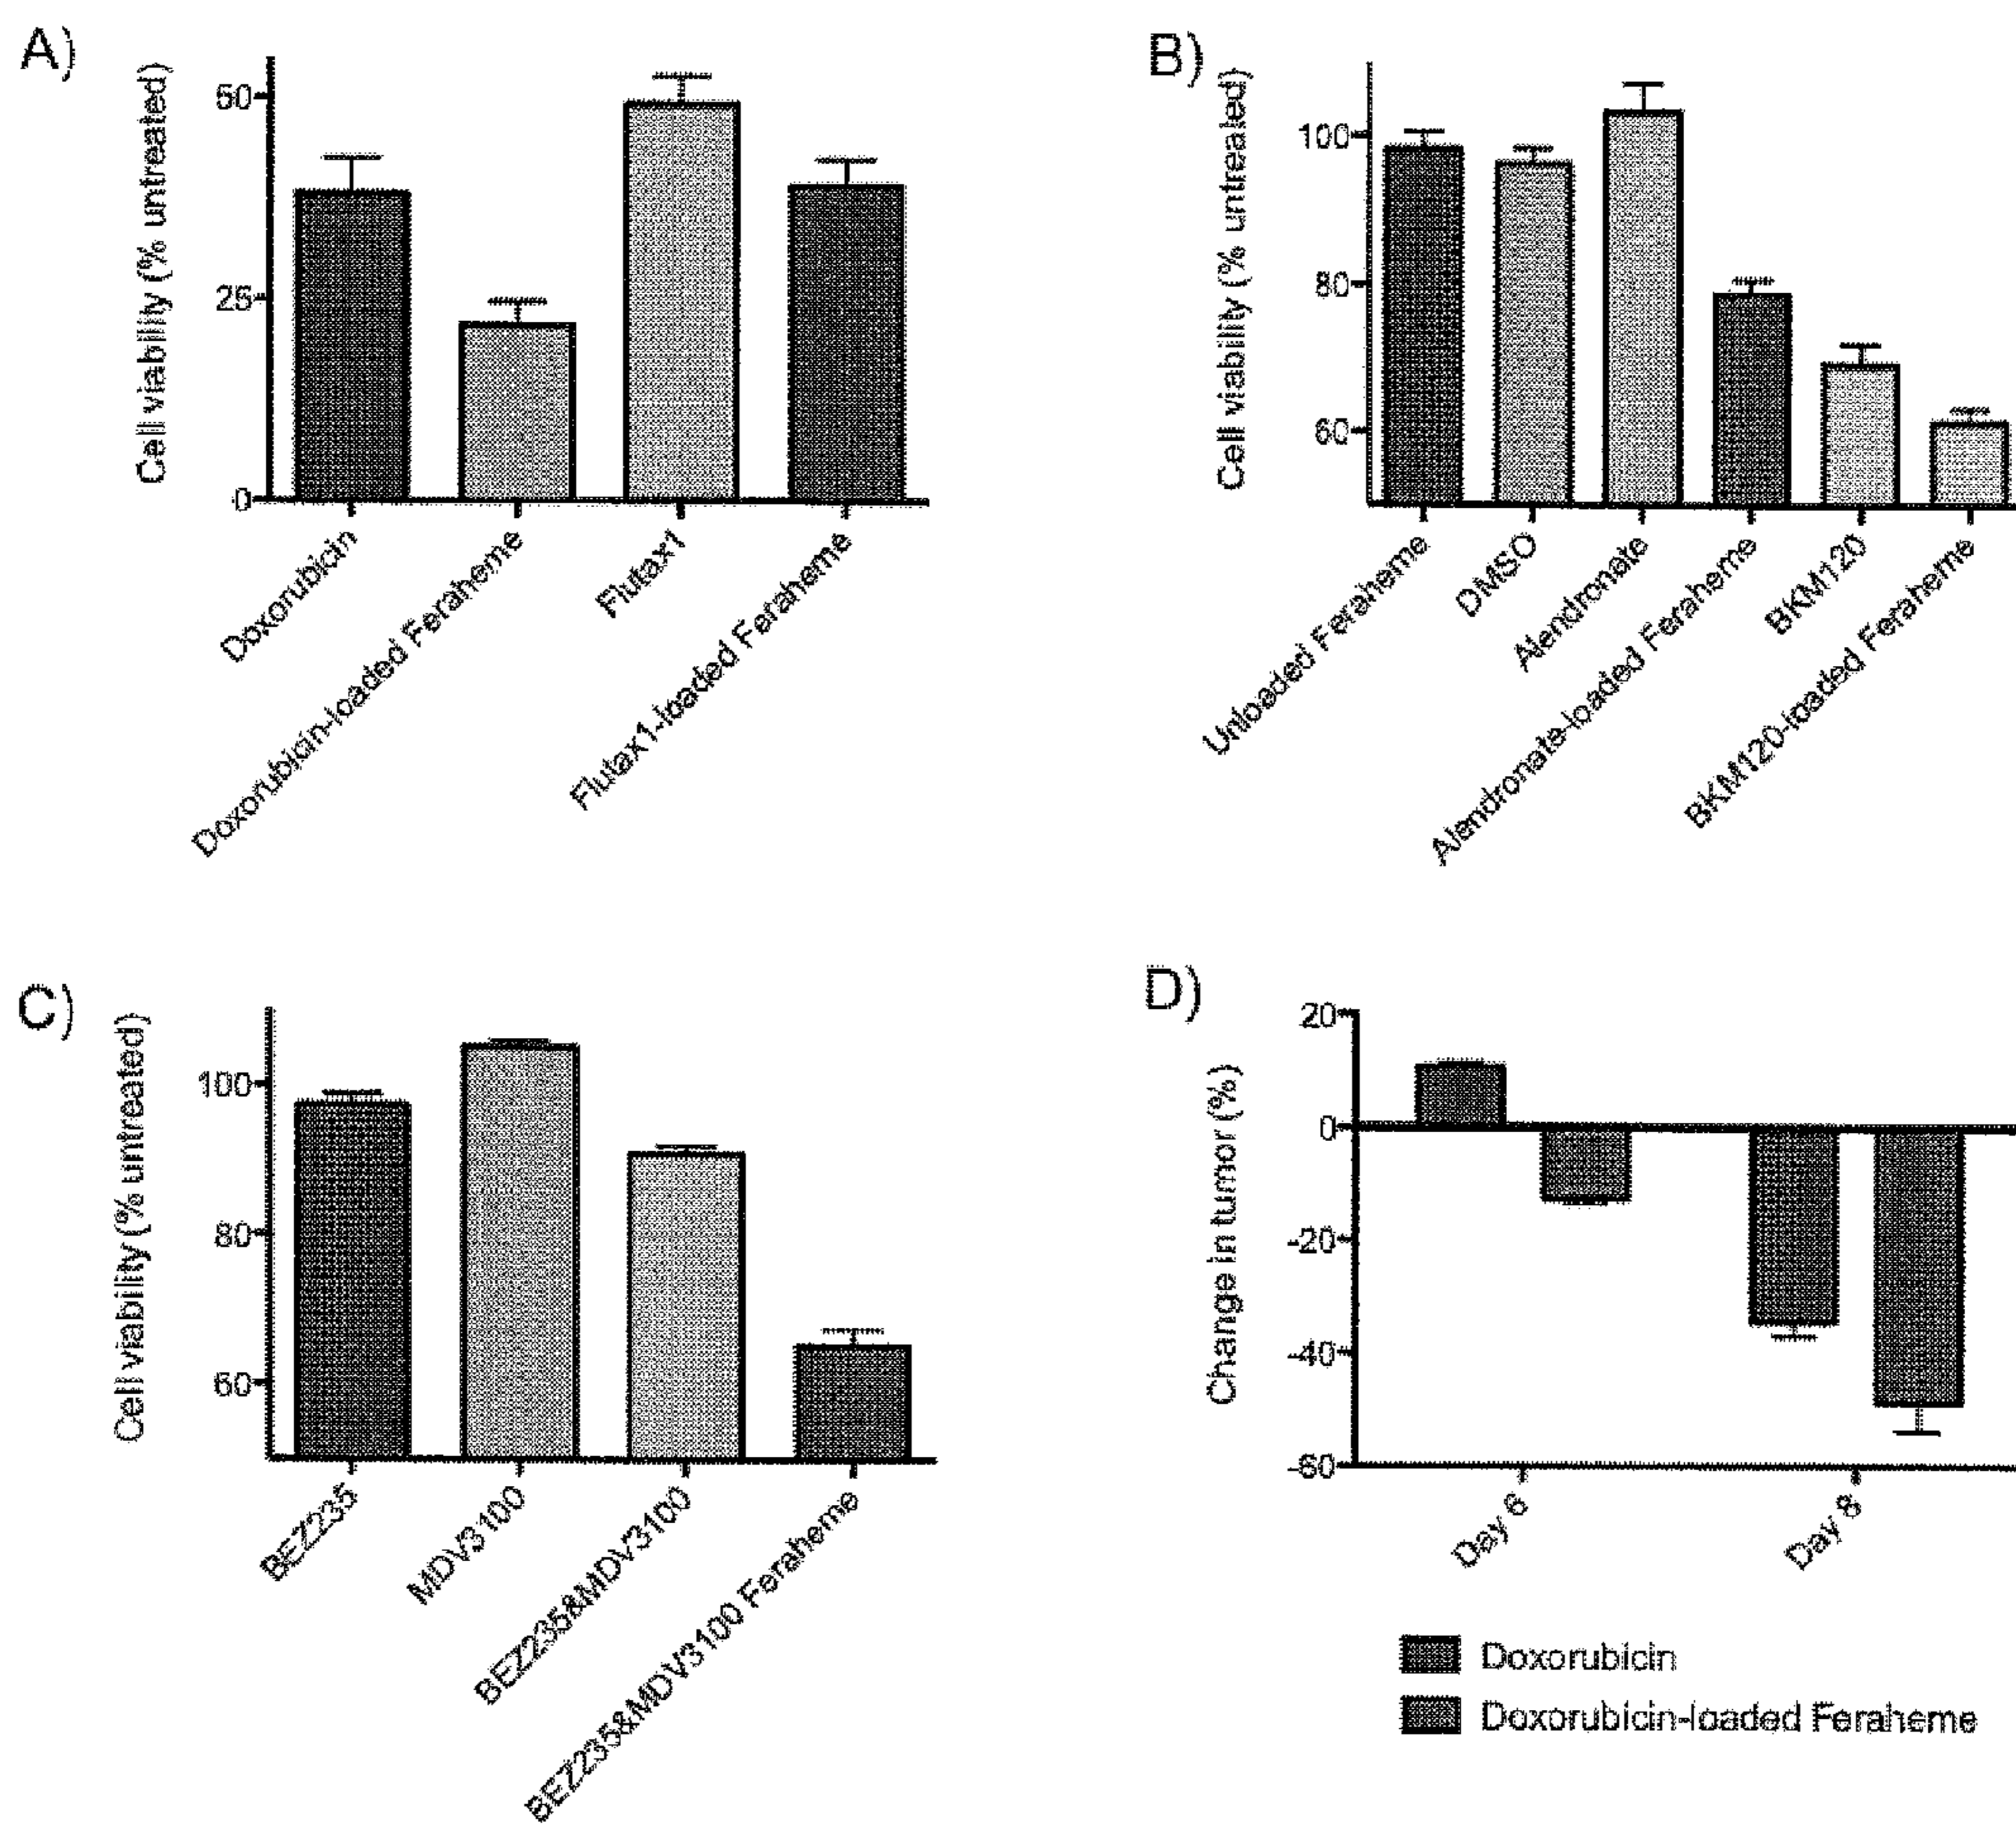 A)
Cell viability (% untreated)
50
25
0
Doxorubicin
Doxorubicin-loaded Feraheme
Flutax1
Flutax1-loaded Feraheme
B)
Cell viability (% untreated)
100
80
60
Unloaded Feraheme
DMSO
Alendronate
Alendronate-loaded Feraheme
BKM120
BKM120-loaded Feraheme
C)
Cell viability (% untreated)
100
80
60
BEZ235
MDV3100
BEZ235&MDV3100
BEZ235&MDV3100 Feraheme
D)
Change in tumor (%)
20
0
-20
-40
-60
Day 6
Day 8
Doxorubicin
Doxorubicin-loaded Feraheme